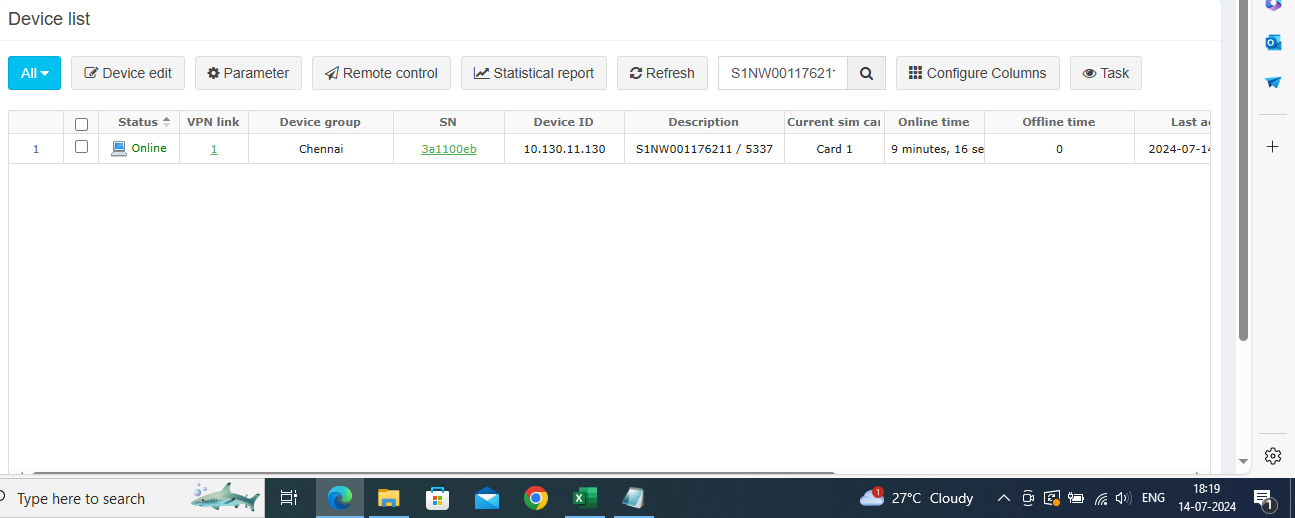 Device list
All Device edit Parameter Remote control Statistical report Refresh S1NW001176211 Configure Columns Task
Status VPN link Device group SN Device ID Description Current sim car Online time Offline time Last ac
1 Online 1 Chennai 3a1100eb 10.130.11.130 S1NW001176211 / 5337 Card 1 9 minutes, 16 se 0 2024-07-14
Type here to search 1 27°C Cloudy ENG 18:19
14-07-2024 1